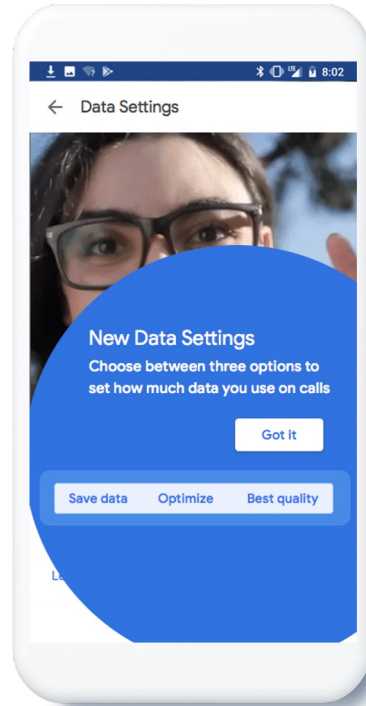 8:02
Data Settings
New Data Settings
Choose between three options to
set how much data you use on calls
Got it
Save data Optimize Best quality